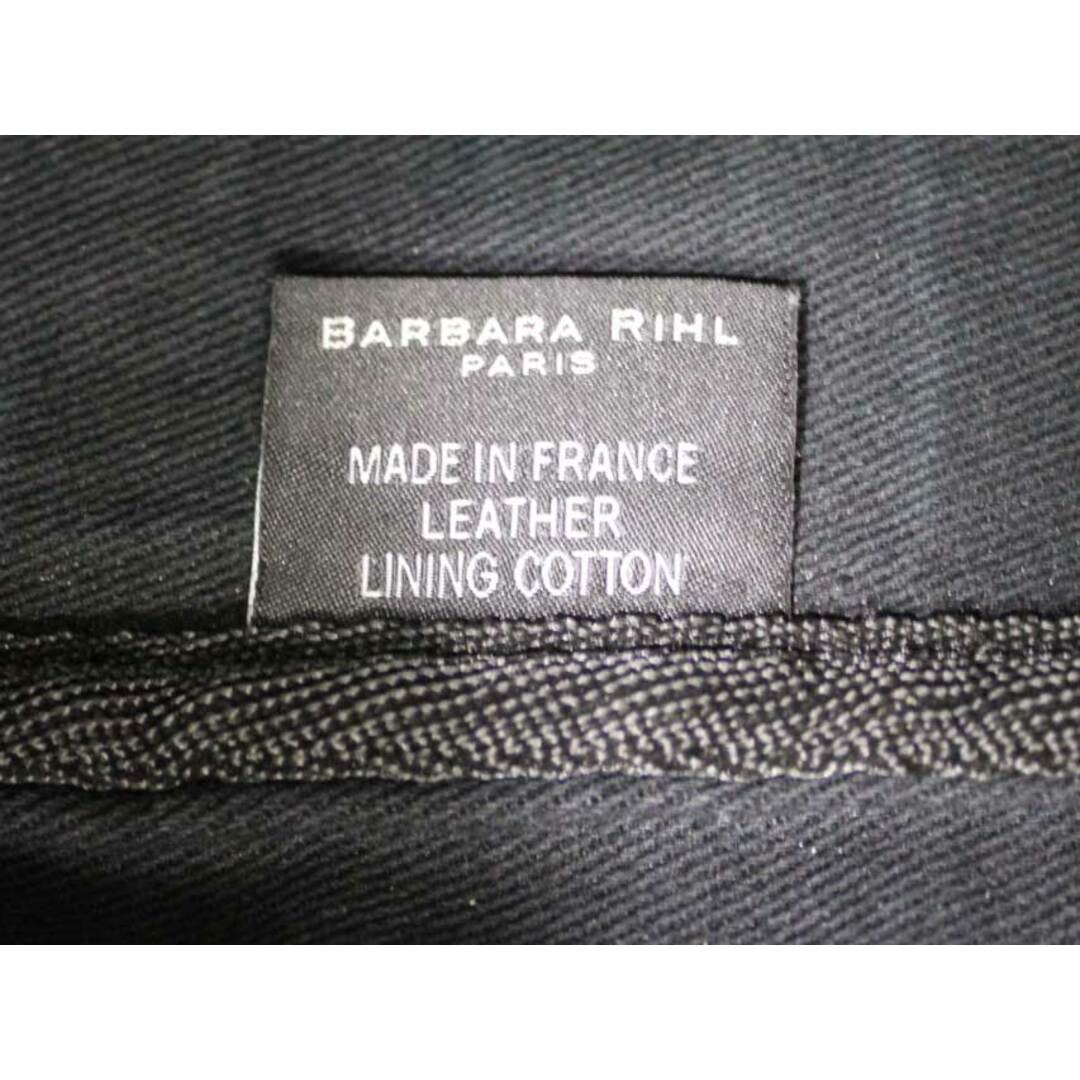 BARBARA RIHL
PARIS
MADE IN FRANCE
LEATHER
LINING COTTON